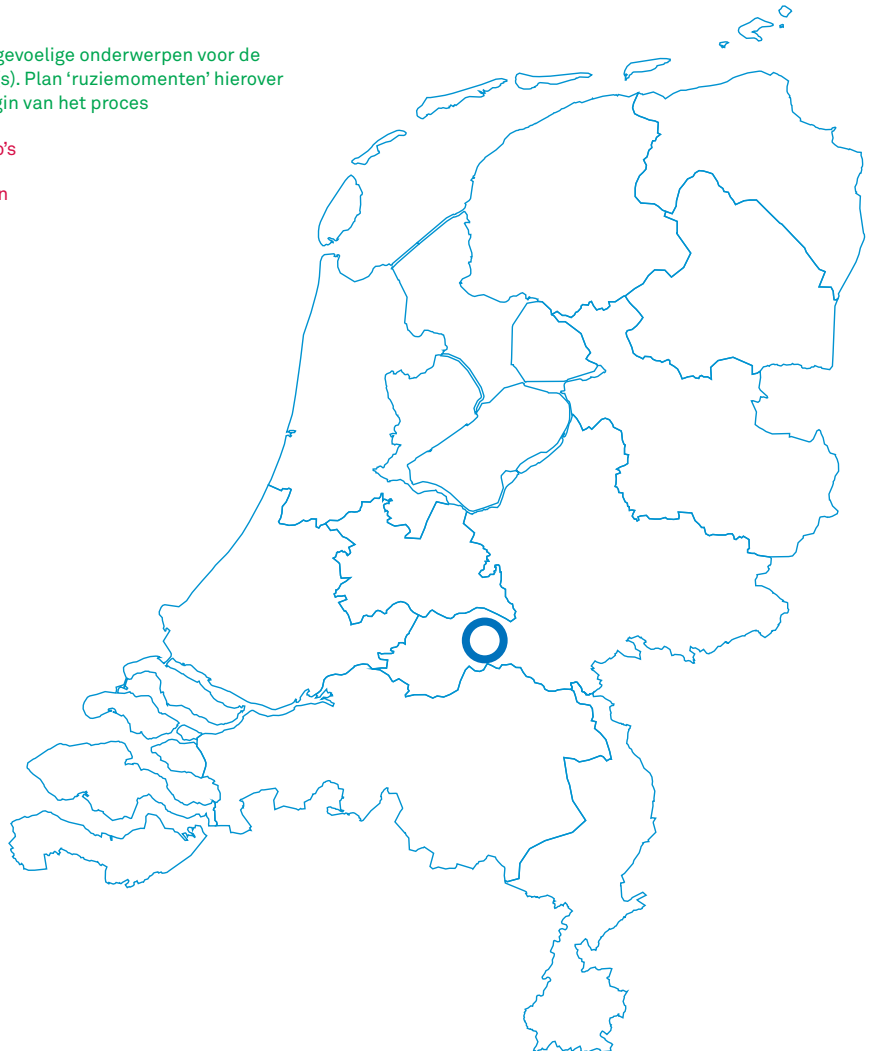 gevoelige onderwerpen voor de
s). Plan ‘ruziemomenten’ hierover
gin van het proces
o’s
n